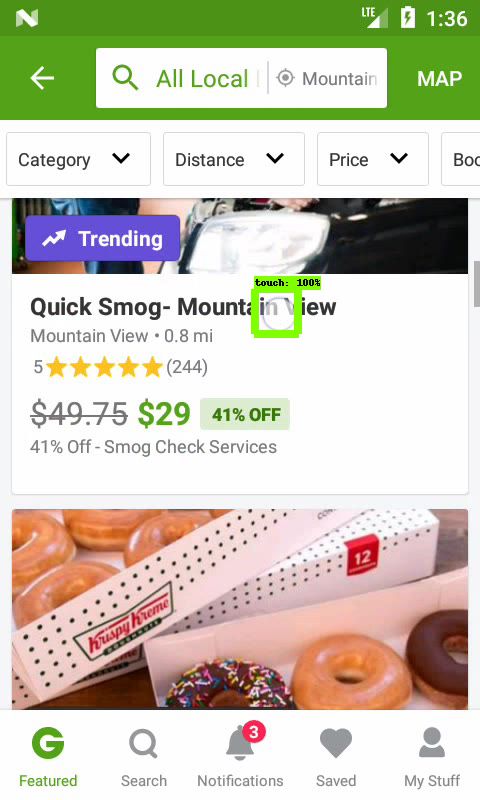 LTE 1:36
All Local Mountain MAP
Category Distance Price Boo
Trending
touch: 100%
Quick Smog- Mountain View
Mountain View • 0.8 mi
5 (244)
$49.75 $29 41% OFF
41% Off - Smog Check Services
12
Krispy Kreme
DOUGHNUTS
3
G
Featured Search Notifications Saved My Stuff